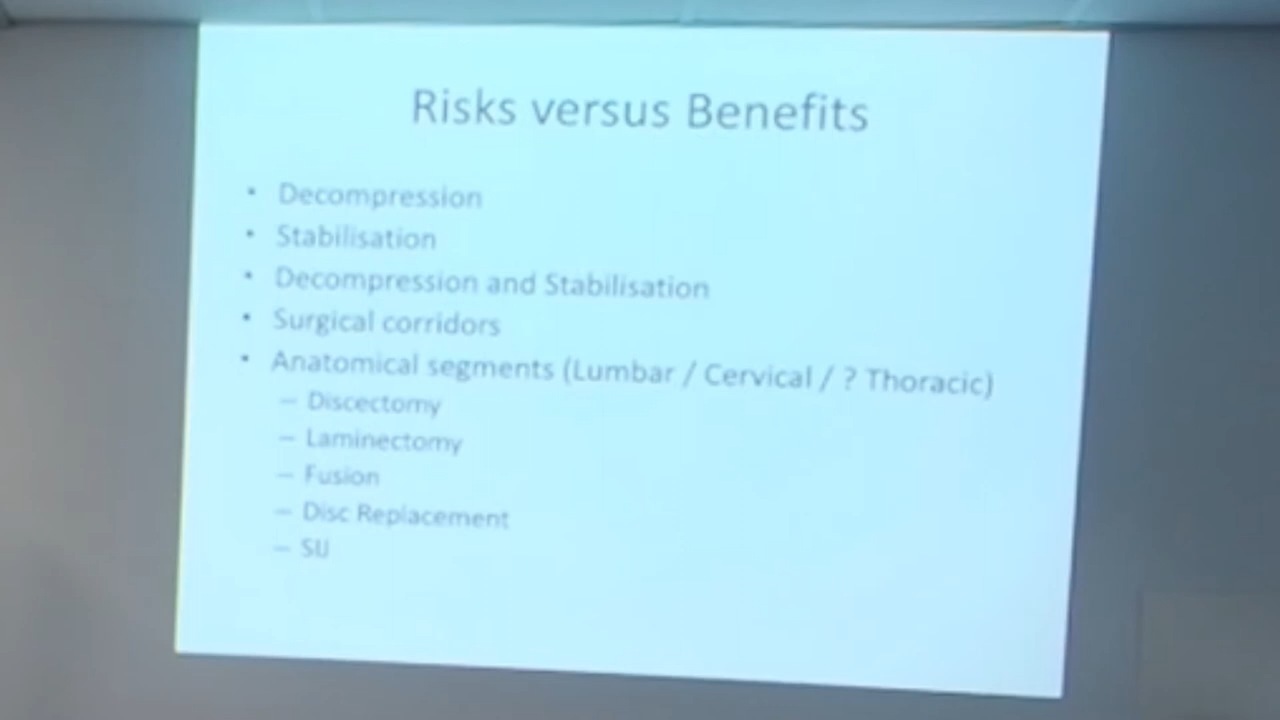 Risks versus Benefits
• Decompression
• Stabilisation
• Decompression and Stabilisation
• Surgical corridors
• Anatomical segments (Lumbar / Cervical / ? Thoracic)
– Discectomy
– Laminectomy
– Fusion
– Disc Replacement
– SIJ